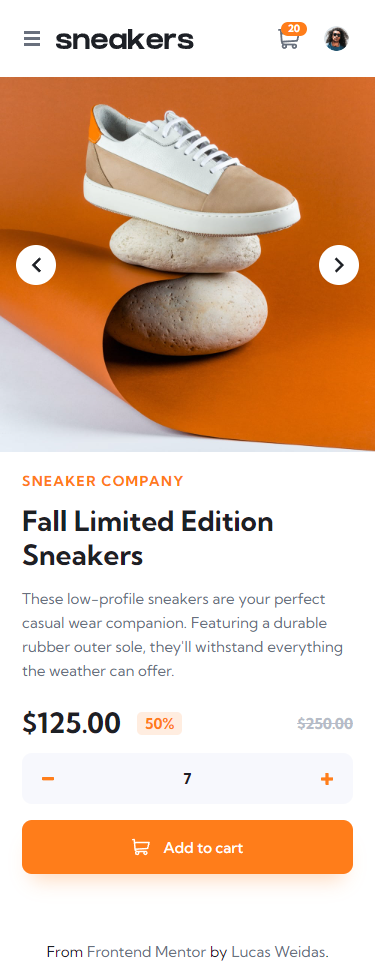 sneakers
20
SNEAKER COMPANY
Fall Limited Edition
Sneakers
These low-profile sneakers are your perfect
casual wear companion. Featuring a durable
rubber outer sole, they'll withstand everything
the weather can offer.
$125.00 50% $250.00
− 7 +
Add to cart
From Frontend Mentor by Lucas Weidas.